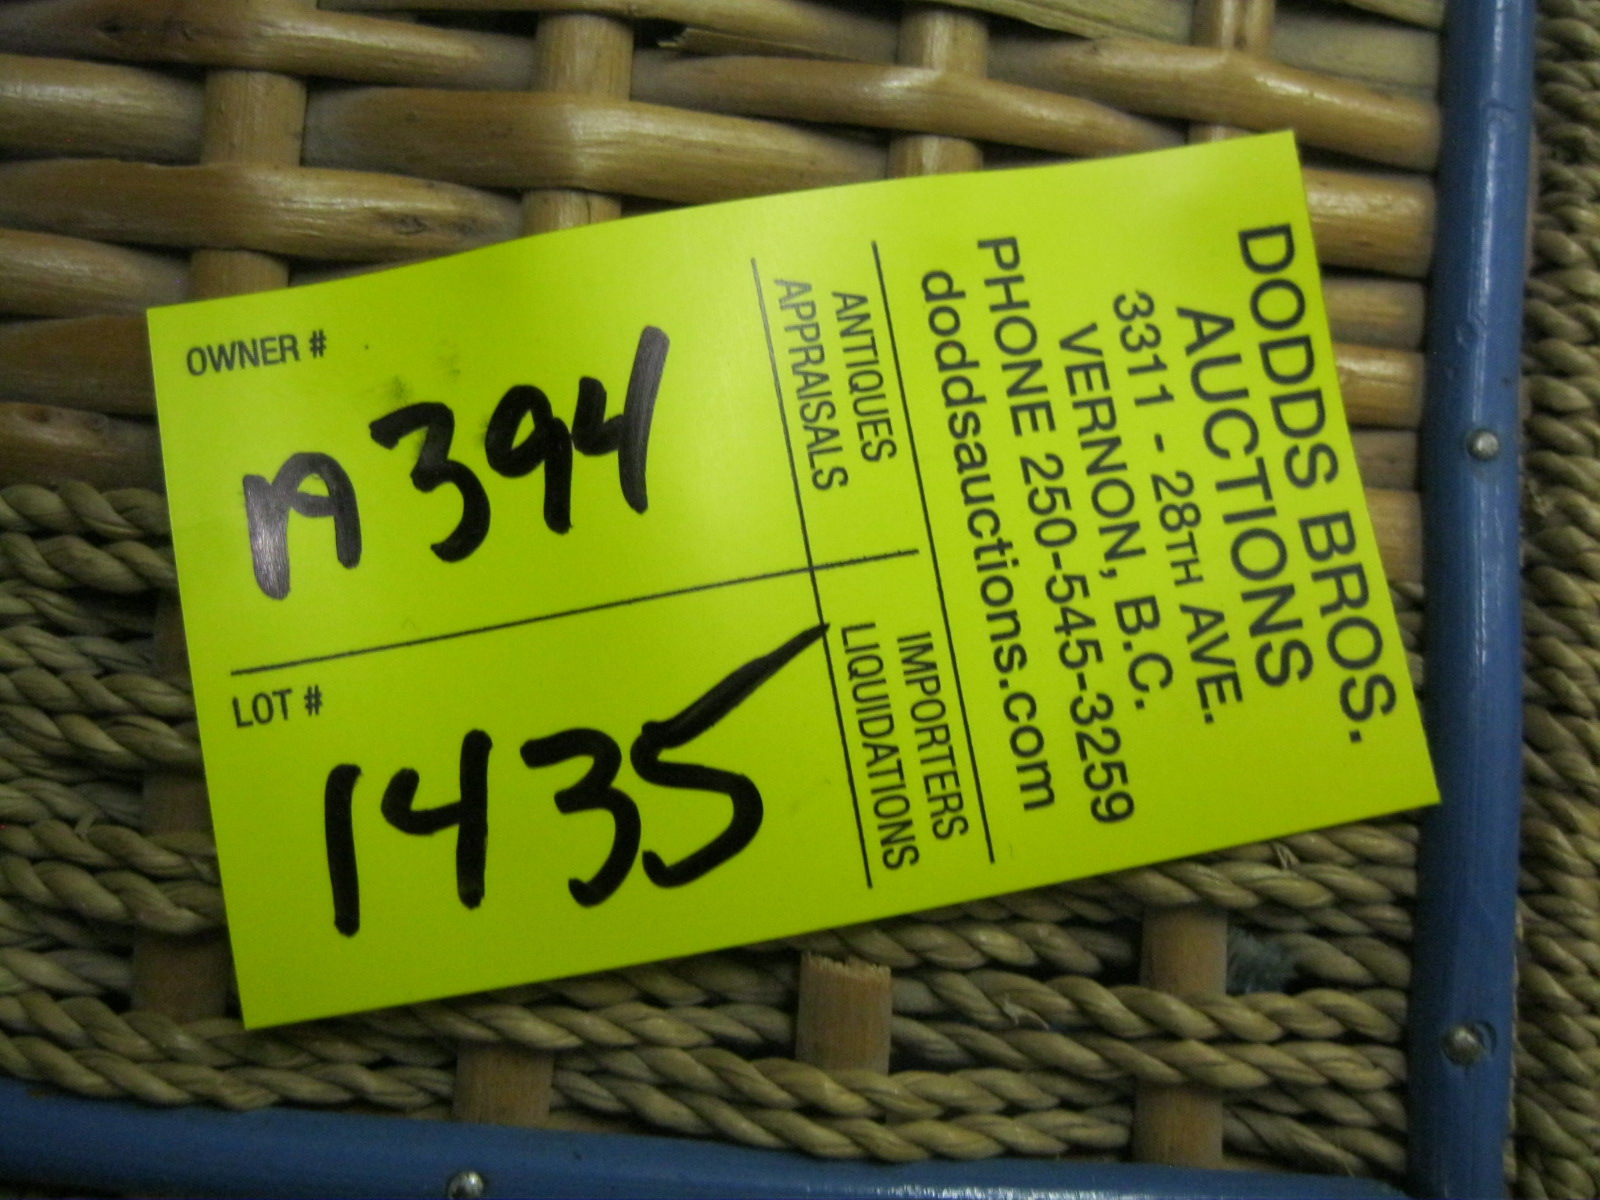 DODDS BROS.
AUCTIONS
3311 - 28TH AVE.
VERNON, B.C.
PHONE 250-545-3259
doddsauctions.com
ANTIQUES IMPORTERS
APPRAISALS LIQUIDATIONS
OWNER #
A394
LOT #
1435